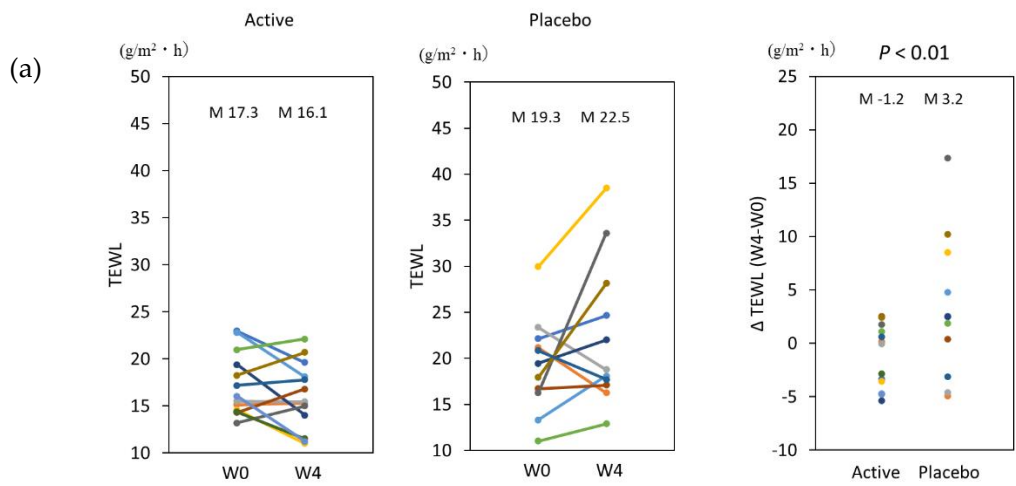 (a)
Active
(g/m²・h)
50
45
40
35
30
25
20
15
10
TEWL
M 17.3 M 16.1
W0 W4
Placebo
(g/m²・h)
50
45
40
35
30
25
20
15
10
TEWL
M 19.3 M 22.5
W0 W4
(g/m²・h)
P < 0.01
25
20
15
10
5
0
-5
-10
Δ TEWL (W4-W0)
M -1.2 M 3.2
Active Placebo